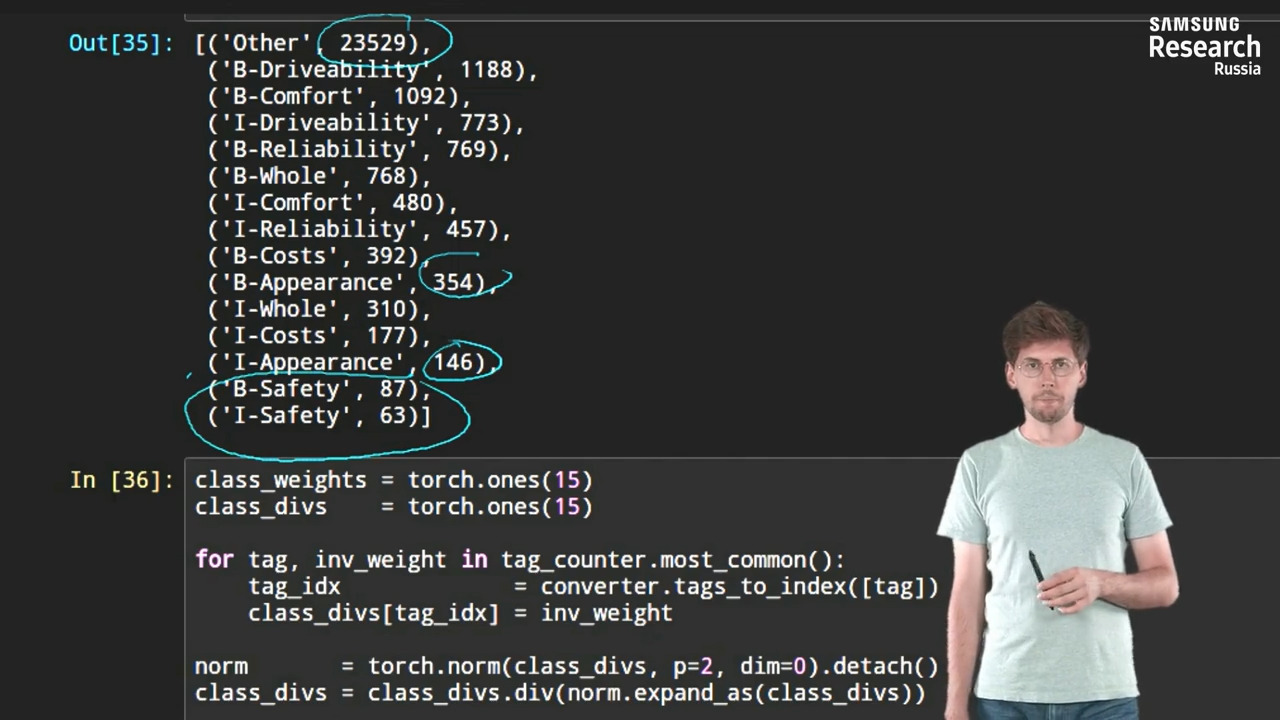 SAMSUNG
Research
Russia
Out[35]: [('Other', 23529),
('B-Driveability', 1188),
('B-Comfort', 1092),
('I-Driveability', 773),
('B-Reliability', 769),
('B-Whole', 768),
('I-Comfort', 480),
('I-Reliability', 457),
('B-Costs', 392),
('B-Appearance', 354),
('I-Whole', 310),
('I-Costs', 177),
('I-Appearance', 146),
('B-Safety', 87),
('I-Safety', 63)]
In [36]: class_weights = torch.ones(15)
class_divs    = torch.ones(15)
for tag, inv_weight in tag_counter.most_common():
    tag_idx             = converter.tags_to_index([tag])
    class_divs[tag_idx] = inv_weight
norm       = torch.norm(class_divs, p=2, dim=0).detach()
class_divs = class_divs.div(norm.expand_as(class_divs))